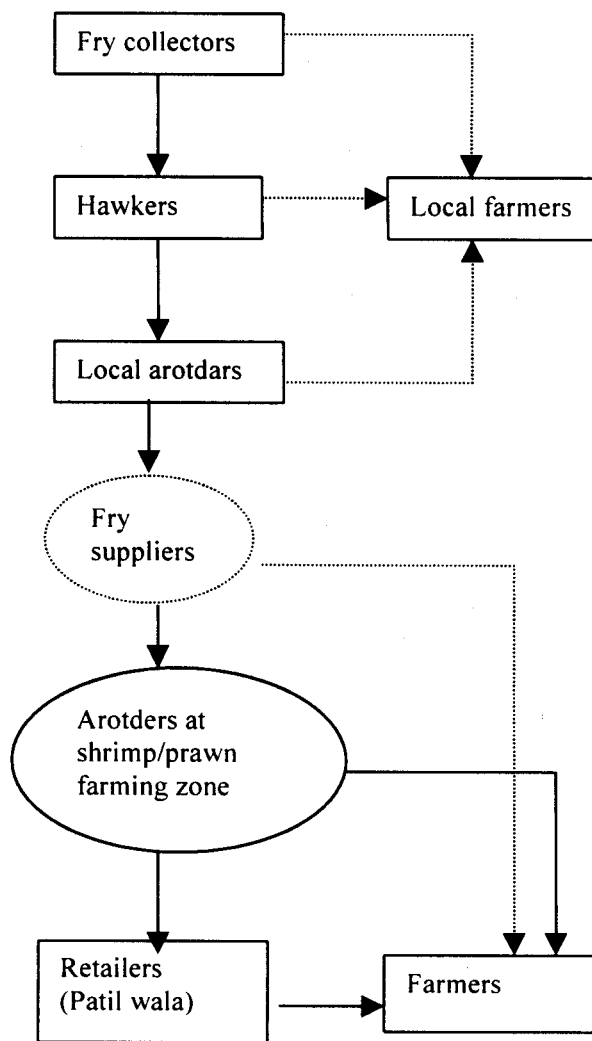 Fry collectors
Hawkers
Local farmers
Local arotdars
Fry
suppliers
Arotders at
shrimp/prawn
farming zone
Retailers
(Patil wala)
Farmers